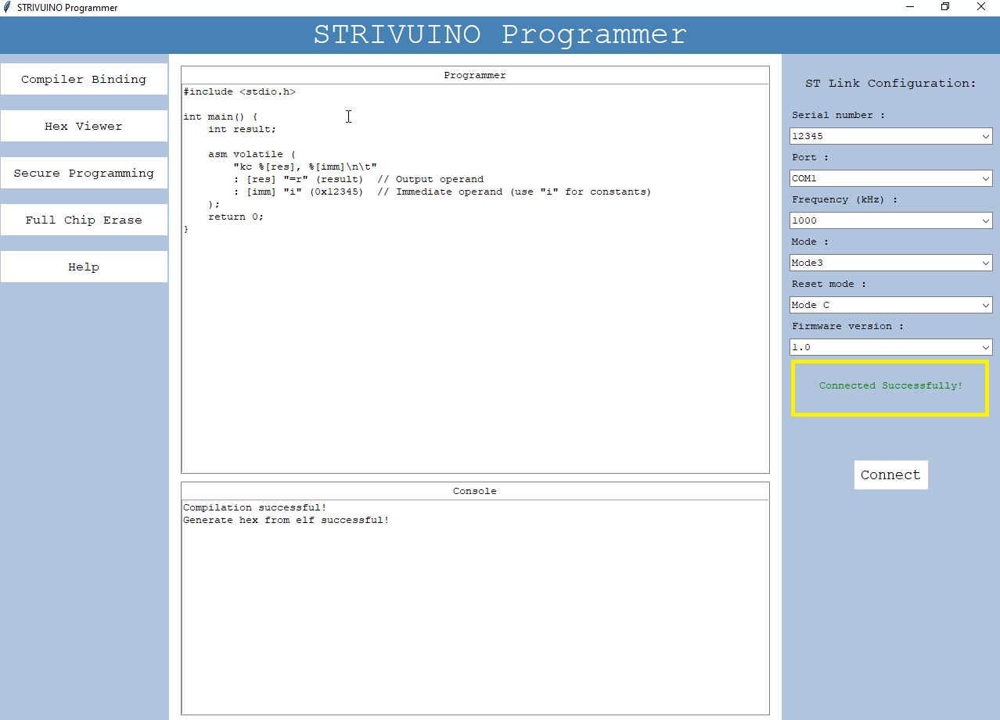 STRIVUINO Programmer
STRIVUINO Programmer
Compiler Binding
Hex Viewer
Secure Programming
Full Chip Erase
Help
Programmer
#include <stdio.h>
int main() {
    int result;
    asm volatile (
        "kc %[res], %[imm]\n\t"
        : [res] "=r" (result)  // Output operand
        : [imm] "i" (0x12345)  // Immediate operand (use "i" for constants)
    );
    return 0;
}
Console
Compilation successful!
Generate hex from elf successful!
ST Link Configuration:
Serial number :
12345
Port :
COM1
Frequency (kHz) :
1000
Mode :
Mode3
Reset mode :
Mode C
Firmware version :
1.0
Connected Successfully!
Connect